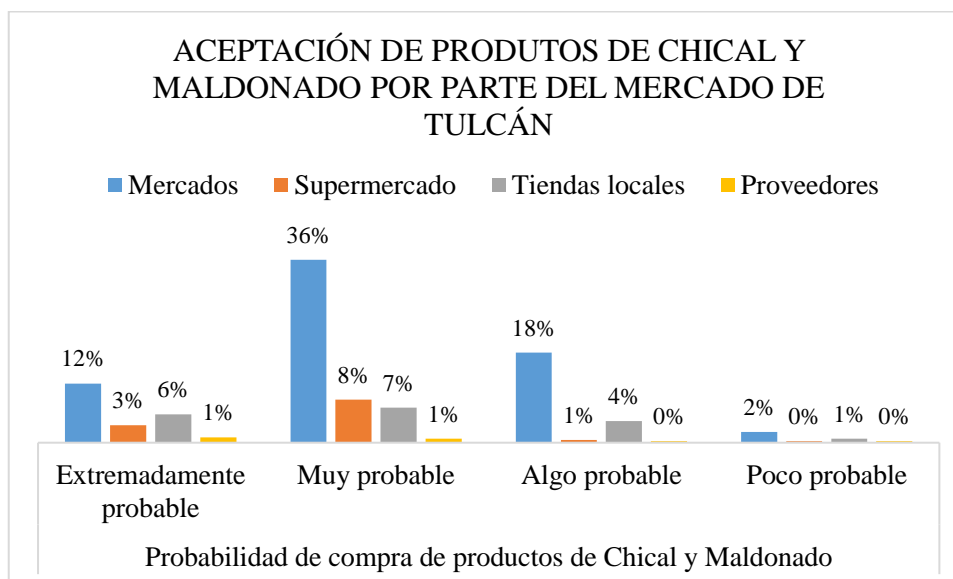 ACEPTACIÓN DE PRODUTOS DE CHICAL Y
MALDONADO POR PARTE DEL MERCADO DE
TULCÁN
Mercados Supermercado Tiendas locales Proveedores
12% 3% 6% 1%
36% 8% 7% 1%
18% 1% 4% 0%
2% 0% 1% 0%
Extremadamente
probable
Muy probable
Algo probable
Poco probable
Probabilidad de compra de productos de Chical y Maldonado